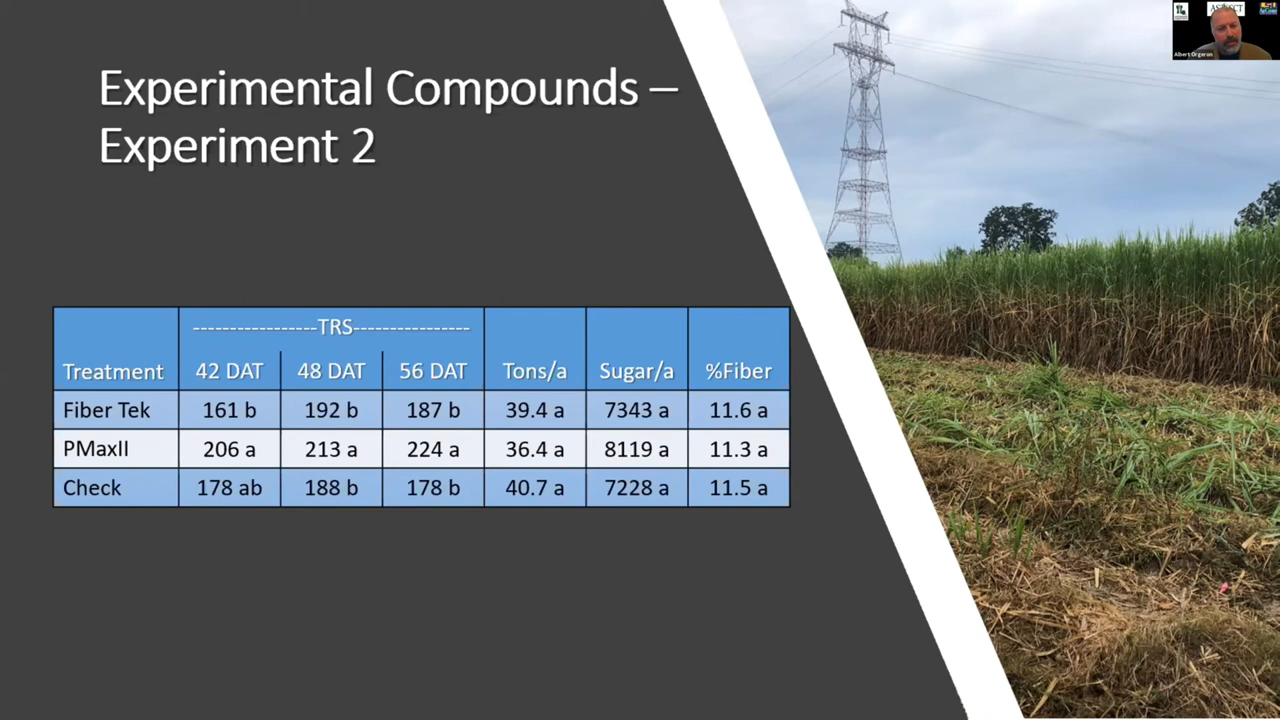 Experimental Compounds –
Experiment 2
-----------------TRS----------------
Treatment 42 DAT 48 DAT 56 DAT Tons/a Sugar/a %Fiber
Fiber Tek 161 b 192 b 187 b 39.4 a 7343 a 11.6 a
PMaxII 206 a 213 a 224 a 36.4 a 8119 a 11.3 a
Check 178 ab 188 b 178 b 40.7 a 7228 a 11.5 a
Albert Orgeron